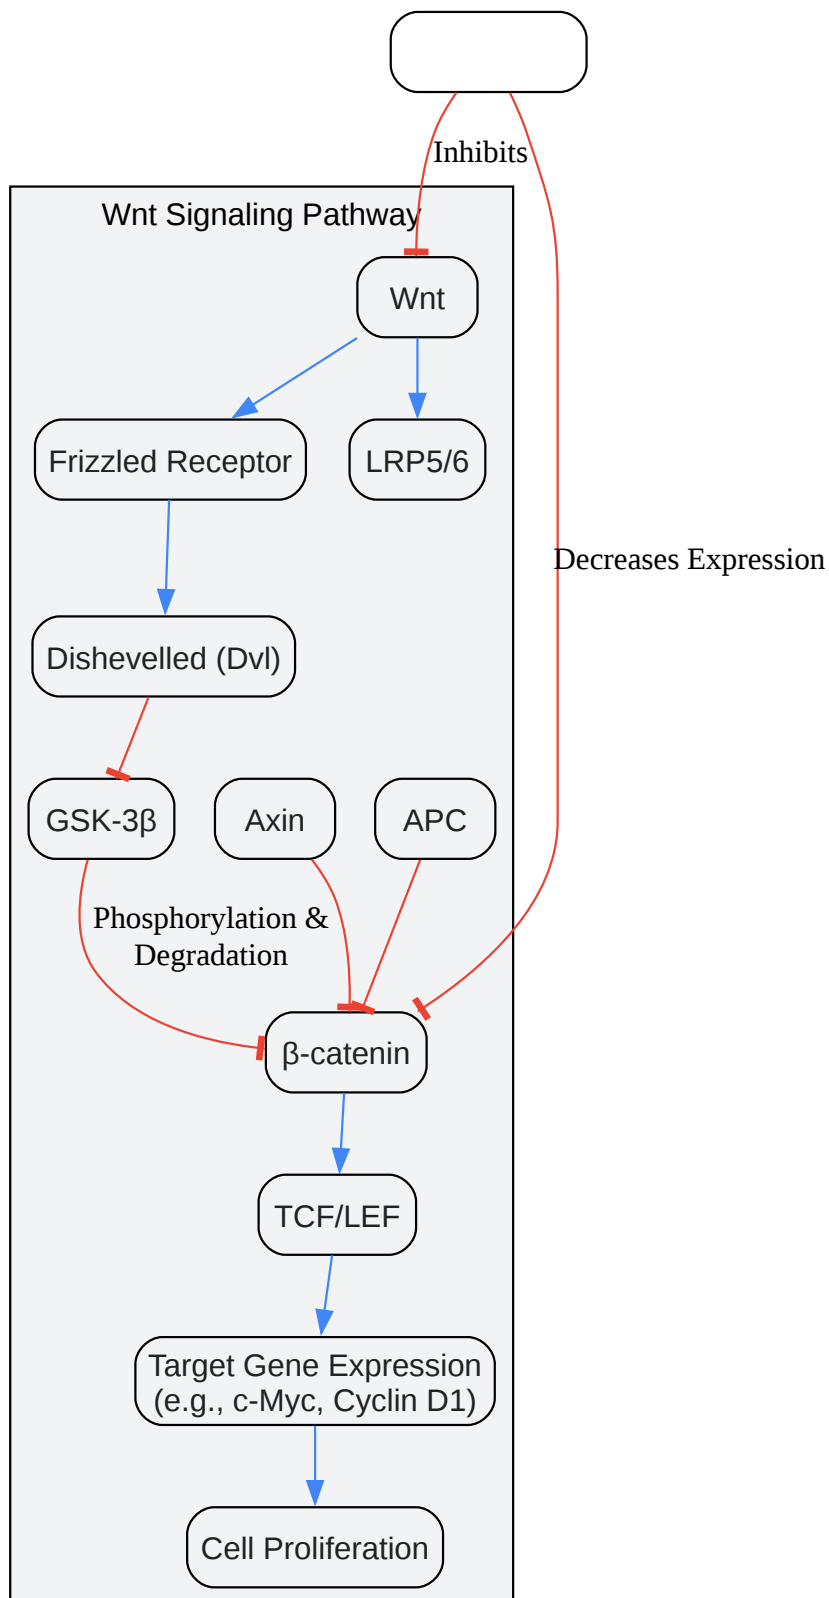 Inhibits
Wnt Signaling Pathway
Wnt
Frizzled Receptor
LRP5/6
Decreases Expression
Dishevelled (Dvl)
GSK-3β
Axin
APC
Phosphorylation &
Degradation
β-catenin
TCF/LEF
Target Gene Expression
(e.g., c-Myc, Cyclin D1)
Cell Proliferation